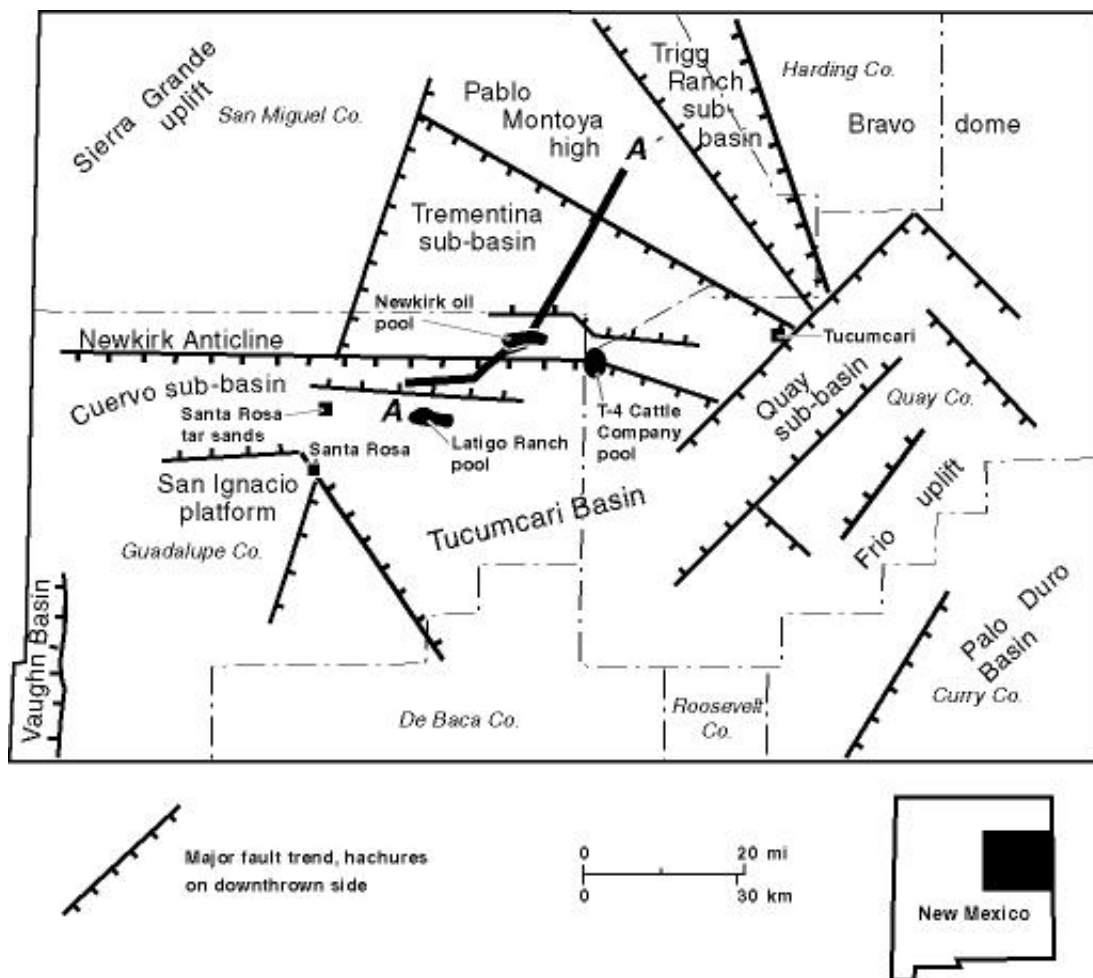 Sierra Grande
uplift
San Miguel Co.
Pablo
Montoya
high
A'
Trigg
Ranch
sub-
basin
Harding Co.
Bravo dome
Trementina
sub-basin
Newkirk oil
pool
Newkirk Anticline
Tucumcari
Cuervo sub-basin
A
Santa Rosa
tar sands
Latigo Ranch
pool
T-4 Cattle
Company
pool
Quay
sub-basin
Quay Co.
Santa Rosa
San Ignacio
platform
Tucumcari Basin
Frio uplift
Guadalupe Co.
Vaughn Basin
Palo Duro
Basin
Curry Co.
De Baca Co.
Roosevelt
Co.
Major fault trend, hachures
on downthrown side
0 20 mi
0 30 km
New Mexico